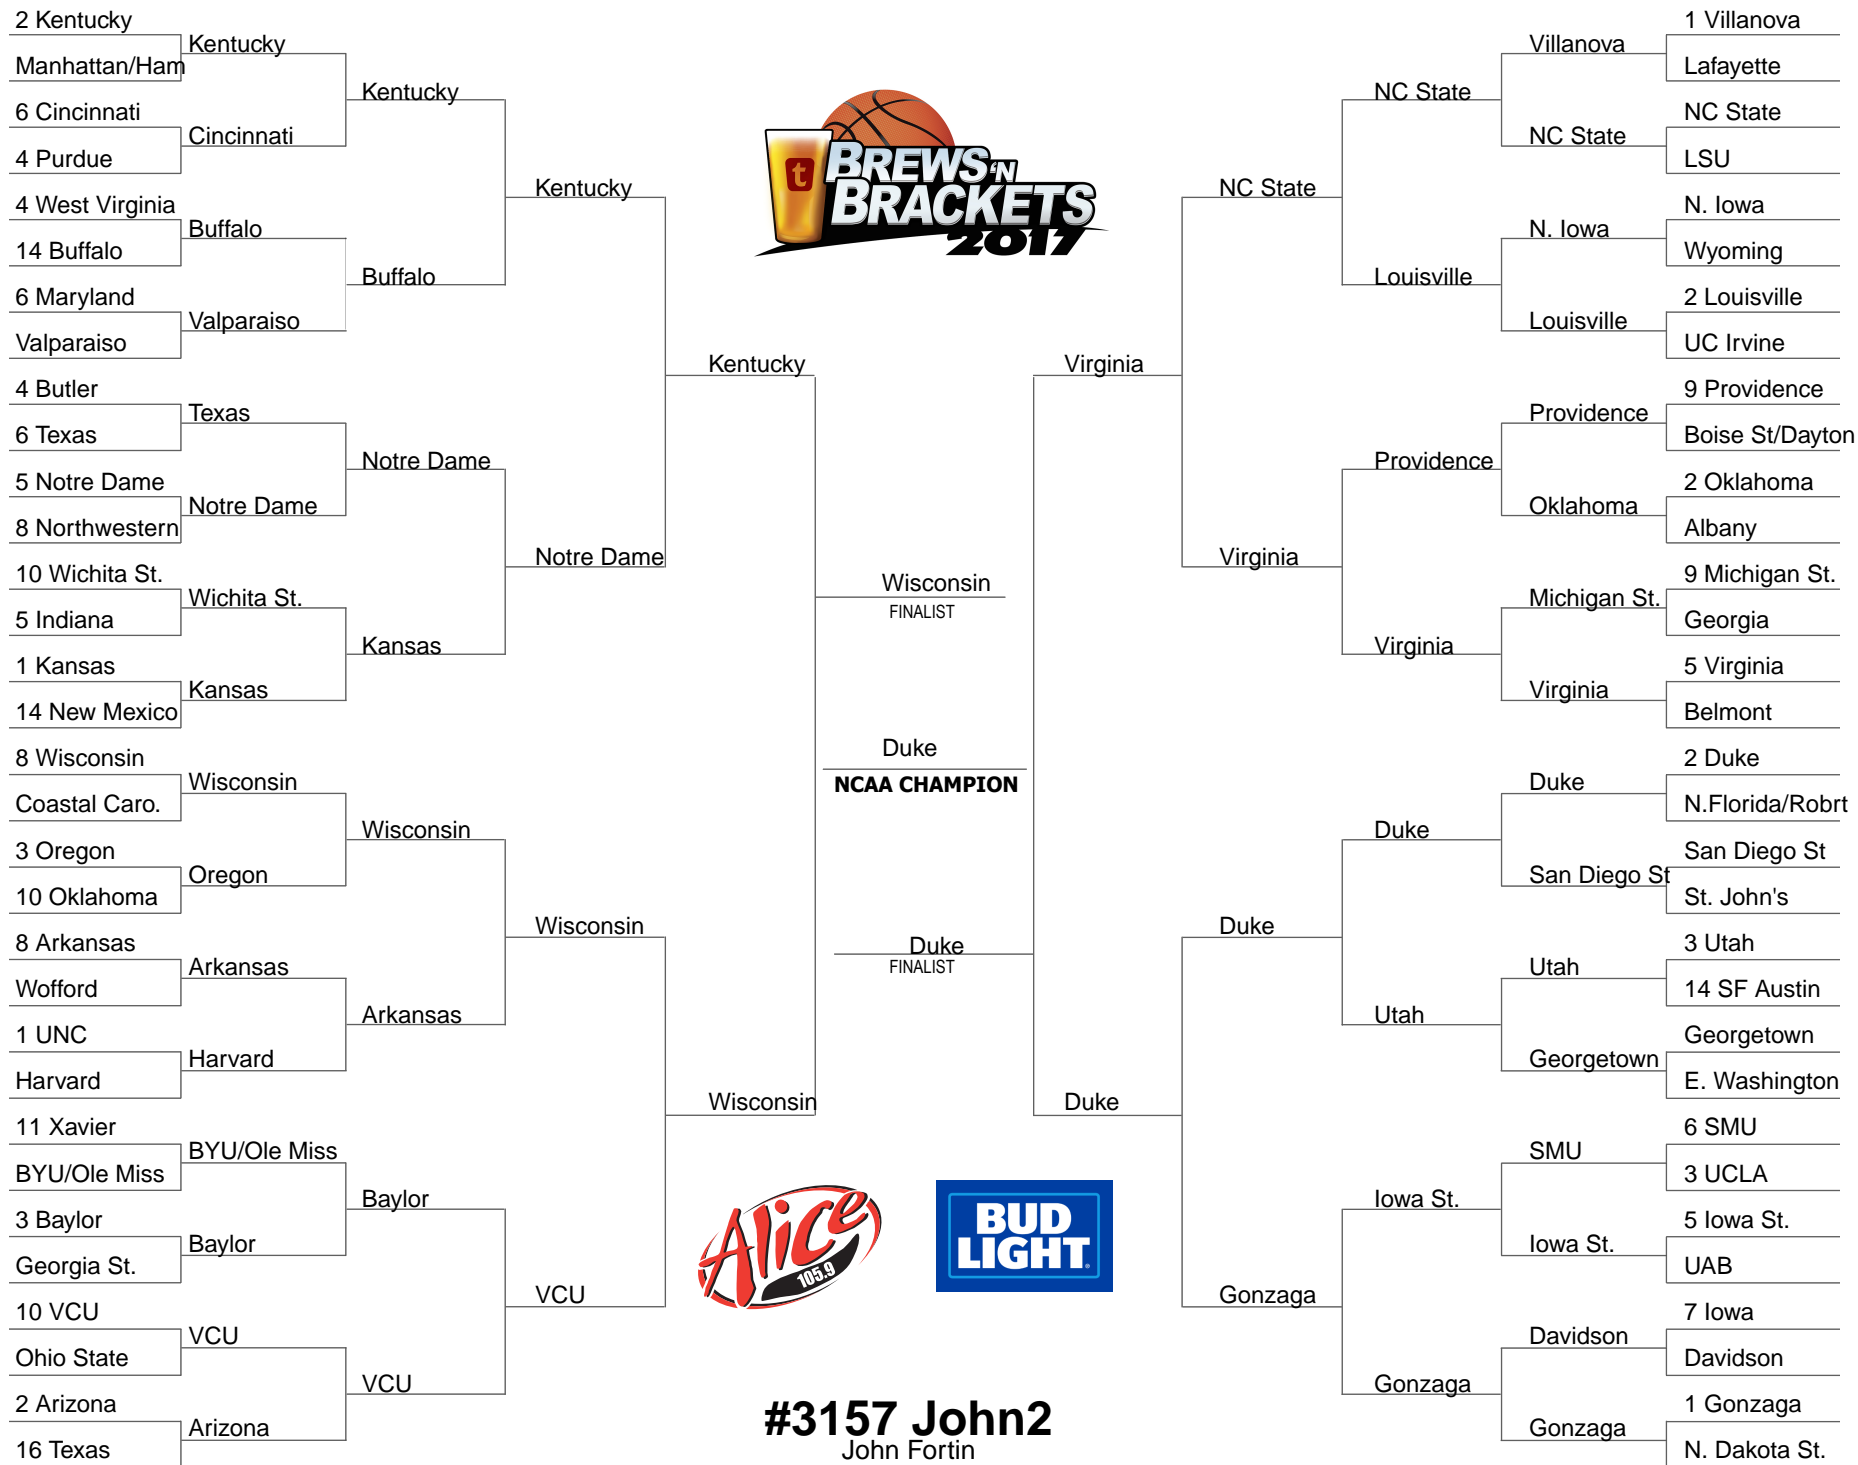 2 Kentucky
Manhattan/Ham
6 Cincinnati
4 Purdue
4 West Virginia
14 Buffalo
6 Maryland
Valparaiso
4 Butler
6 Texas
5 Notre Dame
8 Northwestern
10 Wichita St.
5 Indiana
1 Kansas
14 New Mexico
8 Wisconsin
Coastal Caro.
3 Oregon
10 Oklahoma
8 Arkansas
Wofford
1 UNC
Harvard
11 Xavier
BYU/Ole Miss
3 Baylor
Georgia St.
10 VCU
Ohio State
2 Arizona
16 Texas
Kentucky
Cincinnati
Buffalo
Valparaiso
Texas
Notre Dame
Wichita St.
Kansas
Wisconsin
Oregon
Arkansas
Harvard
BYU/Ole Miss
Baylor
VCU
Arizona
Kentucky
Buffalo
Notre Dame
Kansas
Wisconsin
Arkansas
Baylor
VCU
Kentucky
Notre Dame
Wisconsin
VCU
Kentucky
Wisconsin
t
BREWS 'N
BRACKETS
2017
Wisconsin
FINALIST
Duke
NCAA CHAMPION
Duke
FINALIST
Alice
105.9
BUD
LIGHT
#3157 John2
John Fortin
Virginia
Duke
NC State
Virginia
Duke
Gonzaga
NC State
Louisville
Providence
Virginia
Duke
Utah
Iowa St.
Gonzaga
Villanova
NC State
N. Iowa
Louisville
Providence
Oklahoma
Michigan St.
Virginia
Duke
San Diego St
Utah
Georgetown
SMU
Iowa St.
Davidson
Gonzaga
1 Villanova
Lafayette
NC State
LSU
N. Iowa
Wyoming
2 Louisville
UC Irvine
9 Providence
Boise St/Dayton
2 Oklahoma
Albany
9 Michigan St.
Georgia
5 Virginia
Belmont
2 Duke
N.Florida/Robrt
San Diego St
St. John's
3 Utah
14 SF Austin
Georgetown
E. Washington
6 SMU
3 UCLA
5 Iowa St.
UAB
7 Iowa
Davidson
1 Gonzaga
N. Dakota St.